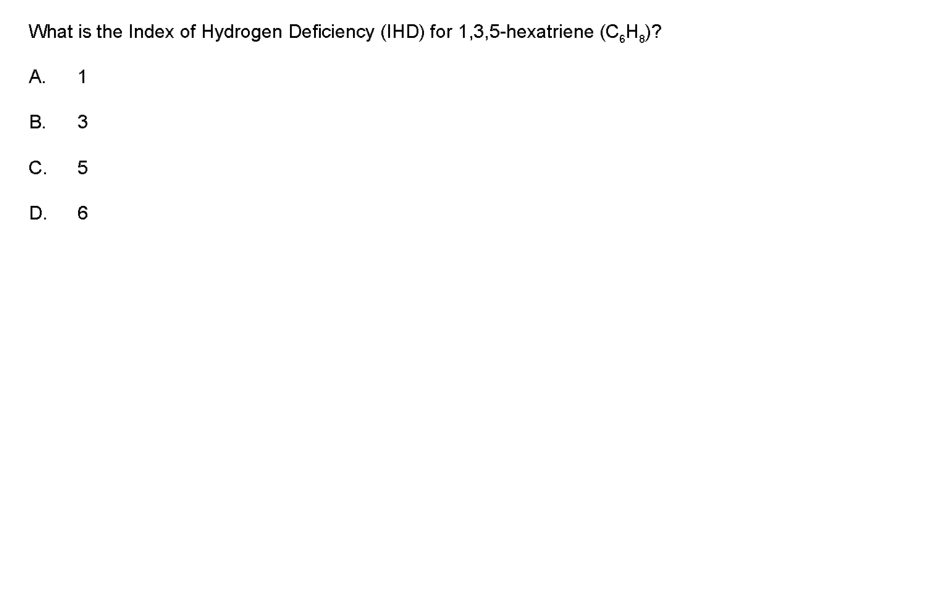 What is the Index of Hydrogen Deficiency (IHD) for 1,3,5-hexatriene (C₆H₈)?
A. 1
B. 3
C. 5
D. 6